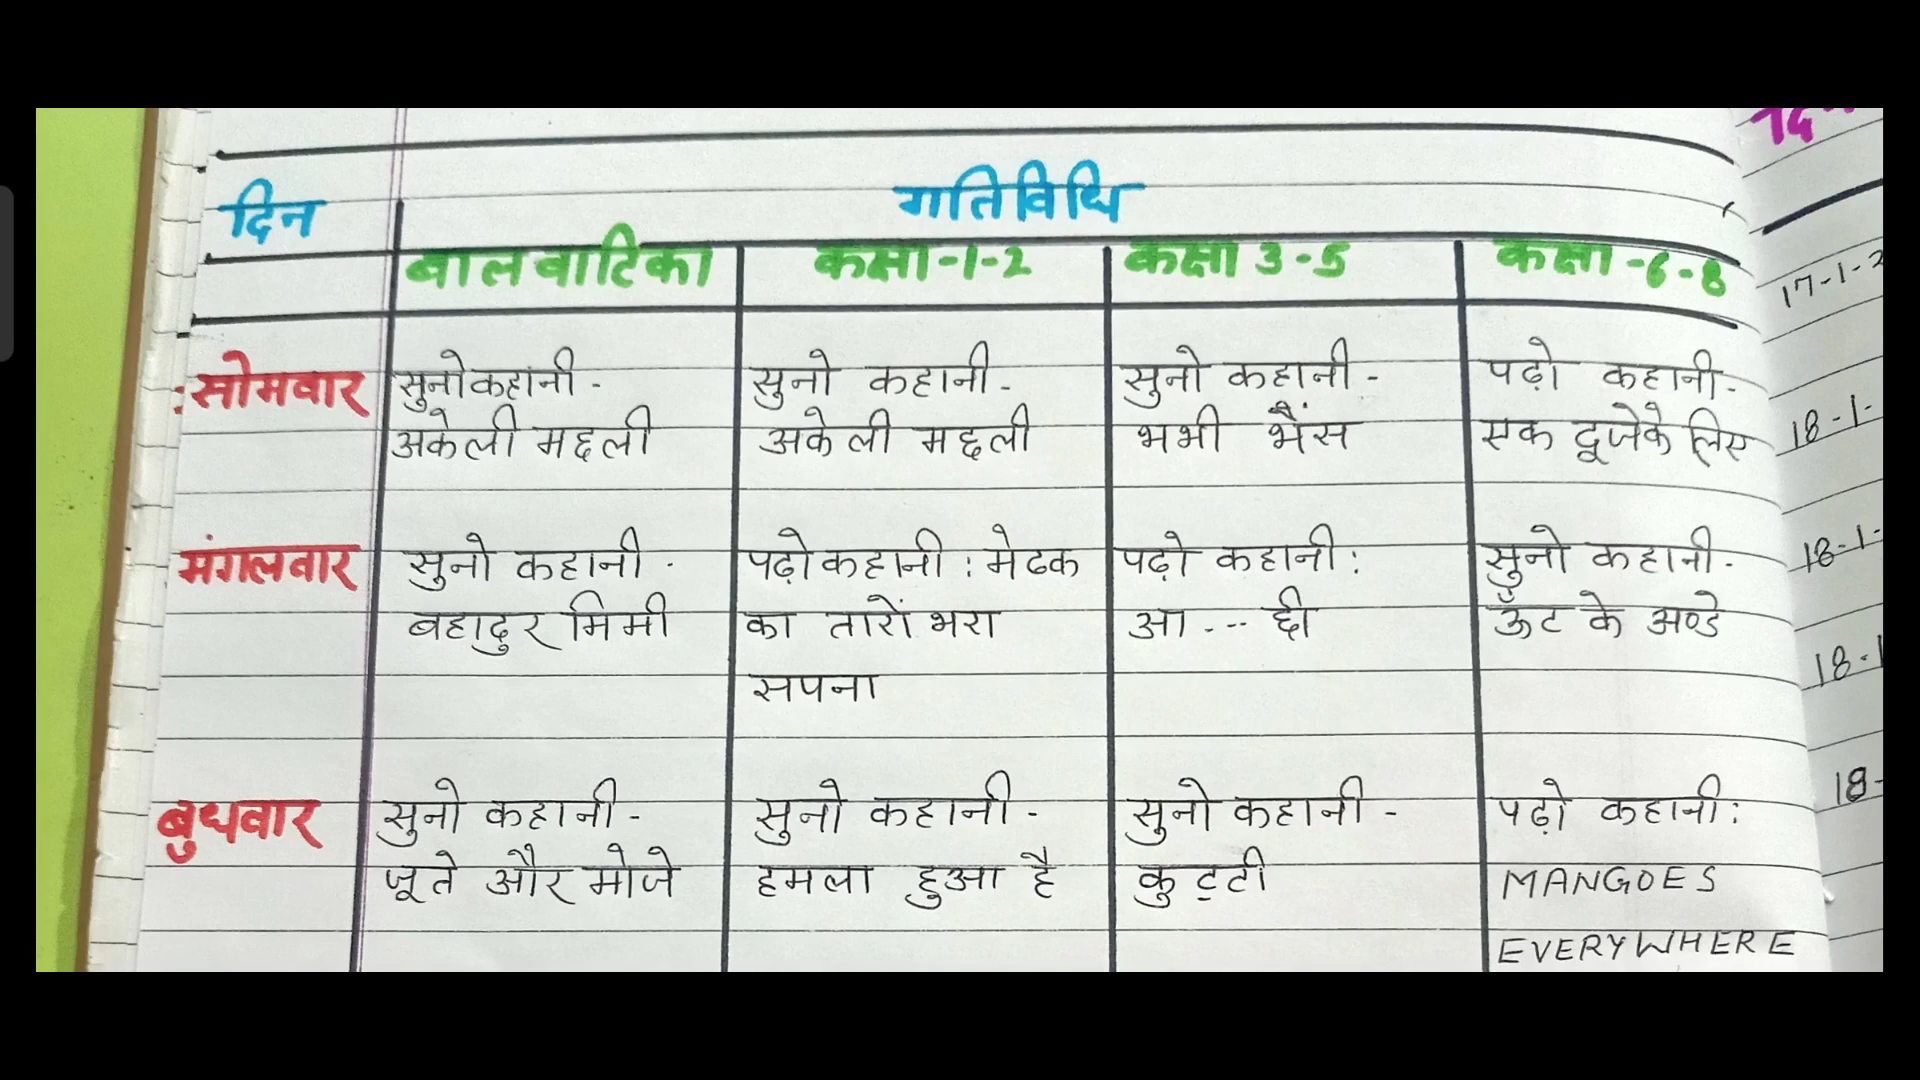 दिन
गतिविधि
बालवाटिका कक्षा-1-2 कक्षा 3-5 कक्षा -6-8
सोमवार सुनो कहानी- सुनो कहानी- सुनो कहानी- पढ़ो कहानी-
अकेली मछली अकेली मछली भभी भैंस एक दूजे के लिए
मंगलवार सुनो कहानी- पढ़ो कहानी: मेढक पढ़ो कहानी: सुनो कहानी-
बहादुर मिमी का तारों भरा आ --- छी ऊँट के अण्डे
सपना
बुधवार सुनो कहानी- सुनो कहानी- सुनो कहानी- पढ़ो कहानी:
जूते और मोजे हमला हुआ है कुट्टी MANGOES
EVERYWHERE
17-1-2
18-1-
18-1-
18-1
18-